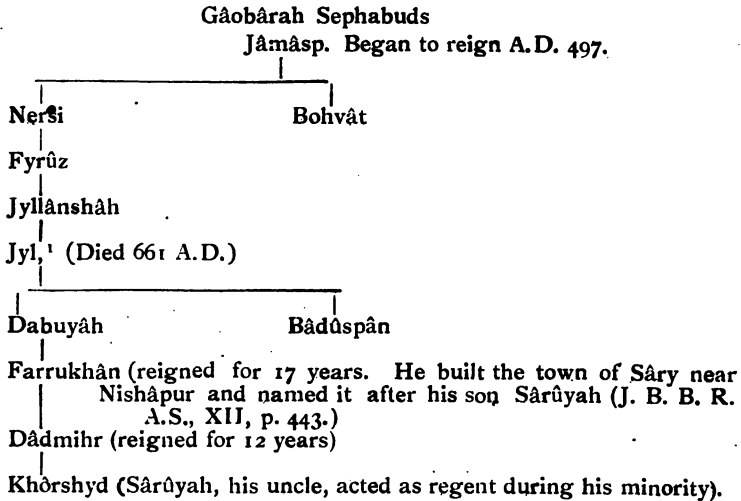 Gâobârah Sephabuds
Jâmâsp. Began to reign A.D. 497.
Nersi Bohvât
Fyrûz
Jyllânshâh
Jyl,¹ (Died 661 A.D.)
Dabuyâh Bâdûspân
Farrukhân (reigned for 17 years. He built the town of Sâry near
Nishâpur and named it after his son Sârûyah (J. B. B. R.
A.S., XII, p. 443.)
Dâdmihr (reigned for 12 years)
Khòrshyd (Sârûyah, his uncle, acted as regent during his minority).